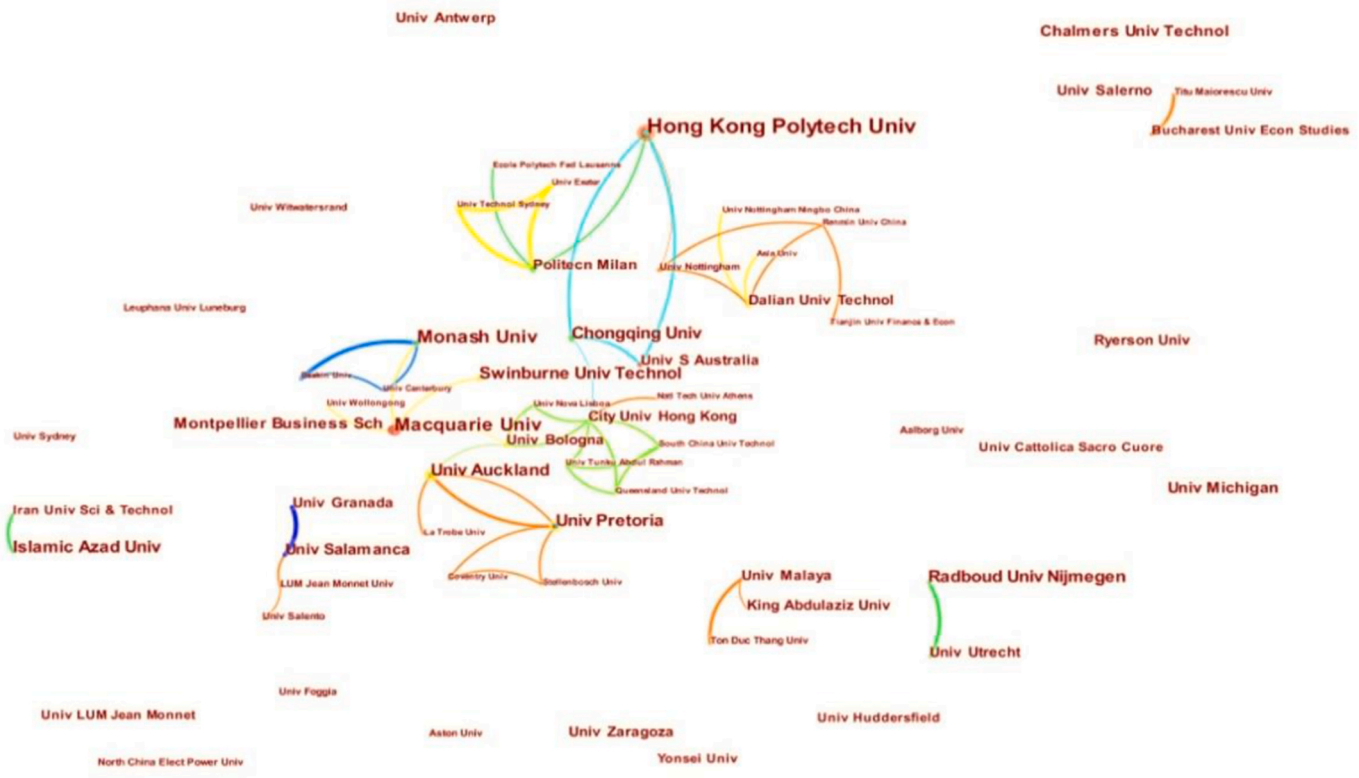 Univ Antwerp
Chalmers Univ Technol
Univ Salerno
Titu Maiorescu Univ
Bucharest Univ Econ Studies
Hong Kong Polytech Univ
Ecole Polytech Fed Lausanne
Univ Exeter
Univ Technol Sydney
Univ Witwatersrand
Univ Nottingham Ningbo China
Renmin Univ China
Asia Univ
Politecn Milan
Univ Nottingham
Dalian Univ Technol
Leuphana Univ Luneburg
Tianjin Univ Finance & Econ
Monash Univ
Chongqing Univ
Ryerson Univ
Univ S Australia
Deakin Univ
Swinburne Univ Technol
Univ Canterbury
Natl Tech Univ Athens
Univ Wollongong
Univ Nova Lisboa
City Univ Hong Kong
Montpellier Business Sch
Macquarie Univ
Aalborg Univ
Univ Sydney
Univ Bologna
South China Univ Technol
Univ Cattolica Sacro Cuore
Univ Tunku Abdul Rahman
Univ Auckland
Univ Michigan
Queensland Univ Technol
Univ Granada
Iran Univ Sci & Technol
Univ Pretoria
La Trobe Univ
Islamic Azad Univ
Univ Salamanca
Univ Malaya
Radboud Univ Nijmegen
Coventry Univ
Stellenbosch Univ
LUM Jean Monnet Univ
King Abdulaziz Univ
Univ Salento
Ton Duc Thang Univ
Univ Utrecht
Univ Foggia
Univ LUM Jean Monnet
Univ Huddersfield
Aston Univ
Univ Zaragoza
Yonsei Univ
North China Elect Power Univ